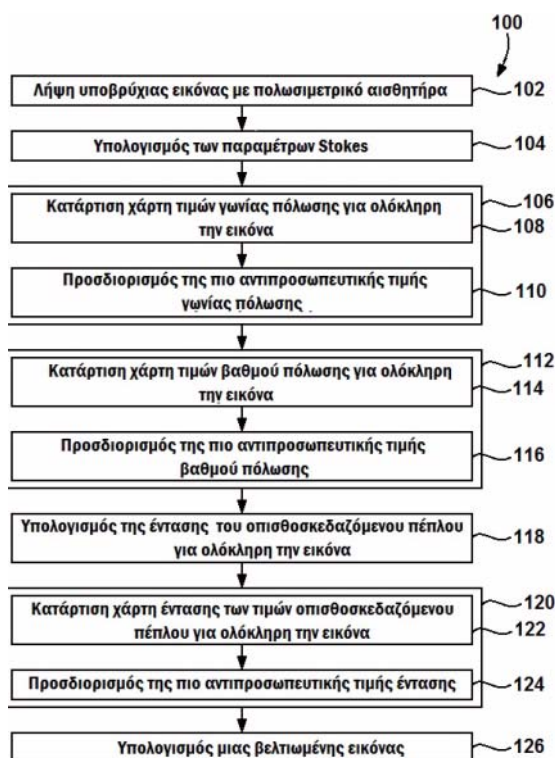 100
Λήψη υποβρύχιας εικόνας με πολωσιμετρικό αισθητήρα
102
Υπολογισμός των παραμέτρων Stokes
104
106
Κατάρτιση χάρτη τιμών γωνίας πόλωσης για ολόκληρη
την εικόνα
108
Προσδιορισμός της πιο αντιπροσωπευτικής τιμής
γωνίας πόλωσης
110
112
Κατάρτιση χάρτη τιμών βαθμού πόλωσης για ολόκληρη
την εικόνα
114
Προσδιορισμός της πιο αντιπροσωπευτικής τιμής
βαθμού πόλωσης
116
Υπολογισμός της έντασης του οπισθοσκεδαζόμενου πέπλου
για ολόκληρη την εικόνα
118
120
Κατάρτιση χάρτη έντασης των τιμών οπισθοσκεδαζόμενου
πέπλου για ολόκληρη την εικόνα
122
Προσδιορισμός της πιο αντιπροσωπευτικής τιμής έντασης
124
Υπολογισμός μιας βελτιωμένης εικόνας
126